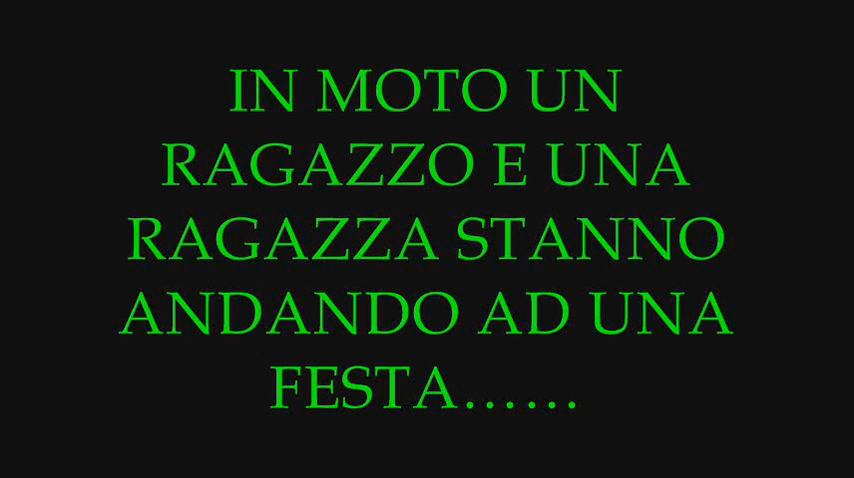 IN MOTO UN
RAGAZZO E UNA
RAGAZZA STANNO
ANDANDO AD UNA
FESTA……